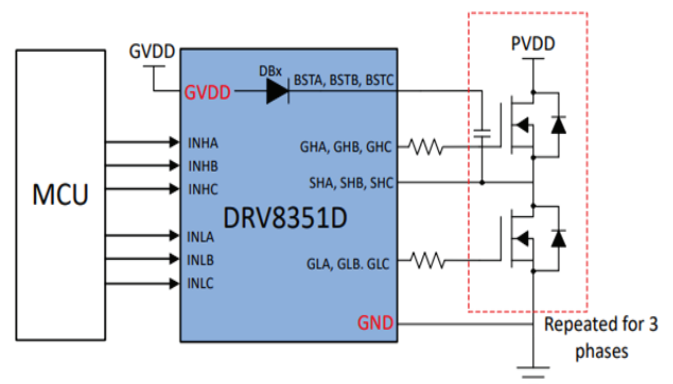 GVDD
PVDD
DBx
BSTA, BSTB, BSTC
GVDD
INHA
GHA, GHB, GHC
INHB
INHC
SHA, SHB, SHC
MCU
DRV8351D
INLA
INLB
GLA, GLB. GLC
INLC
GND
Repeated for 3
phases